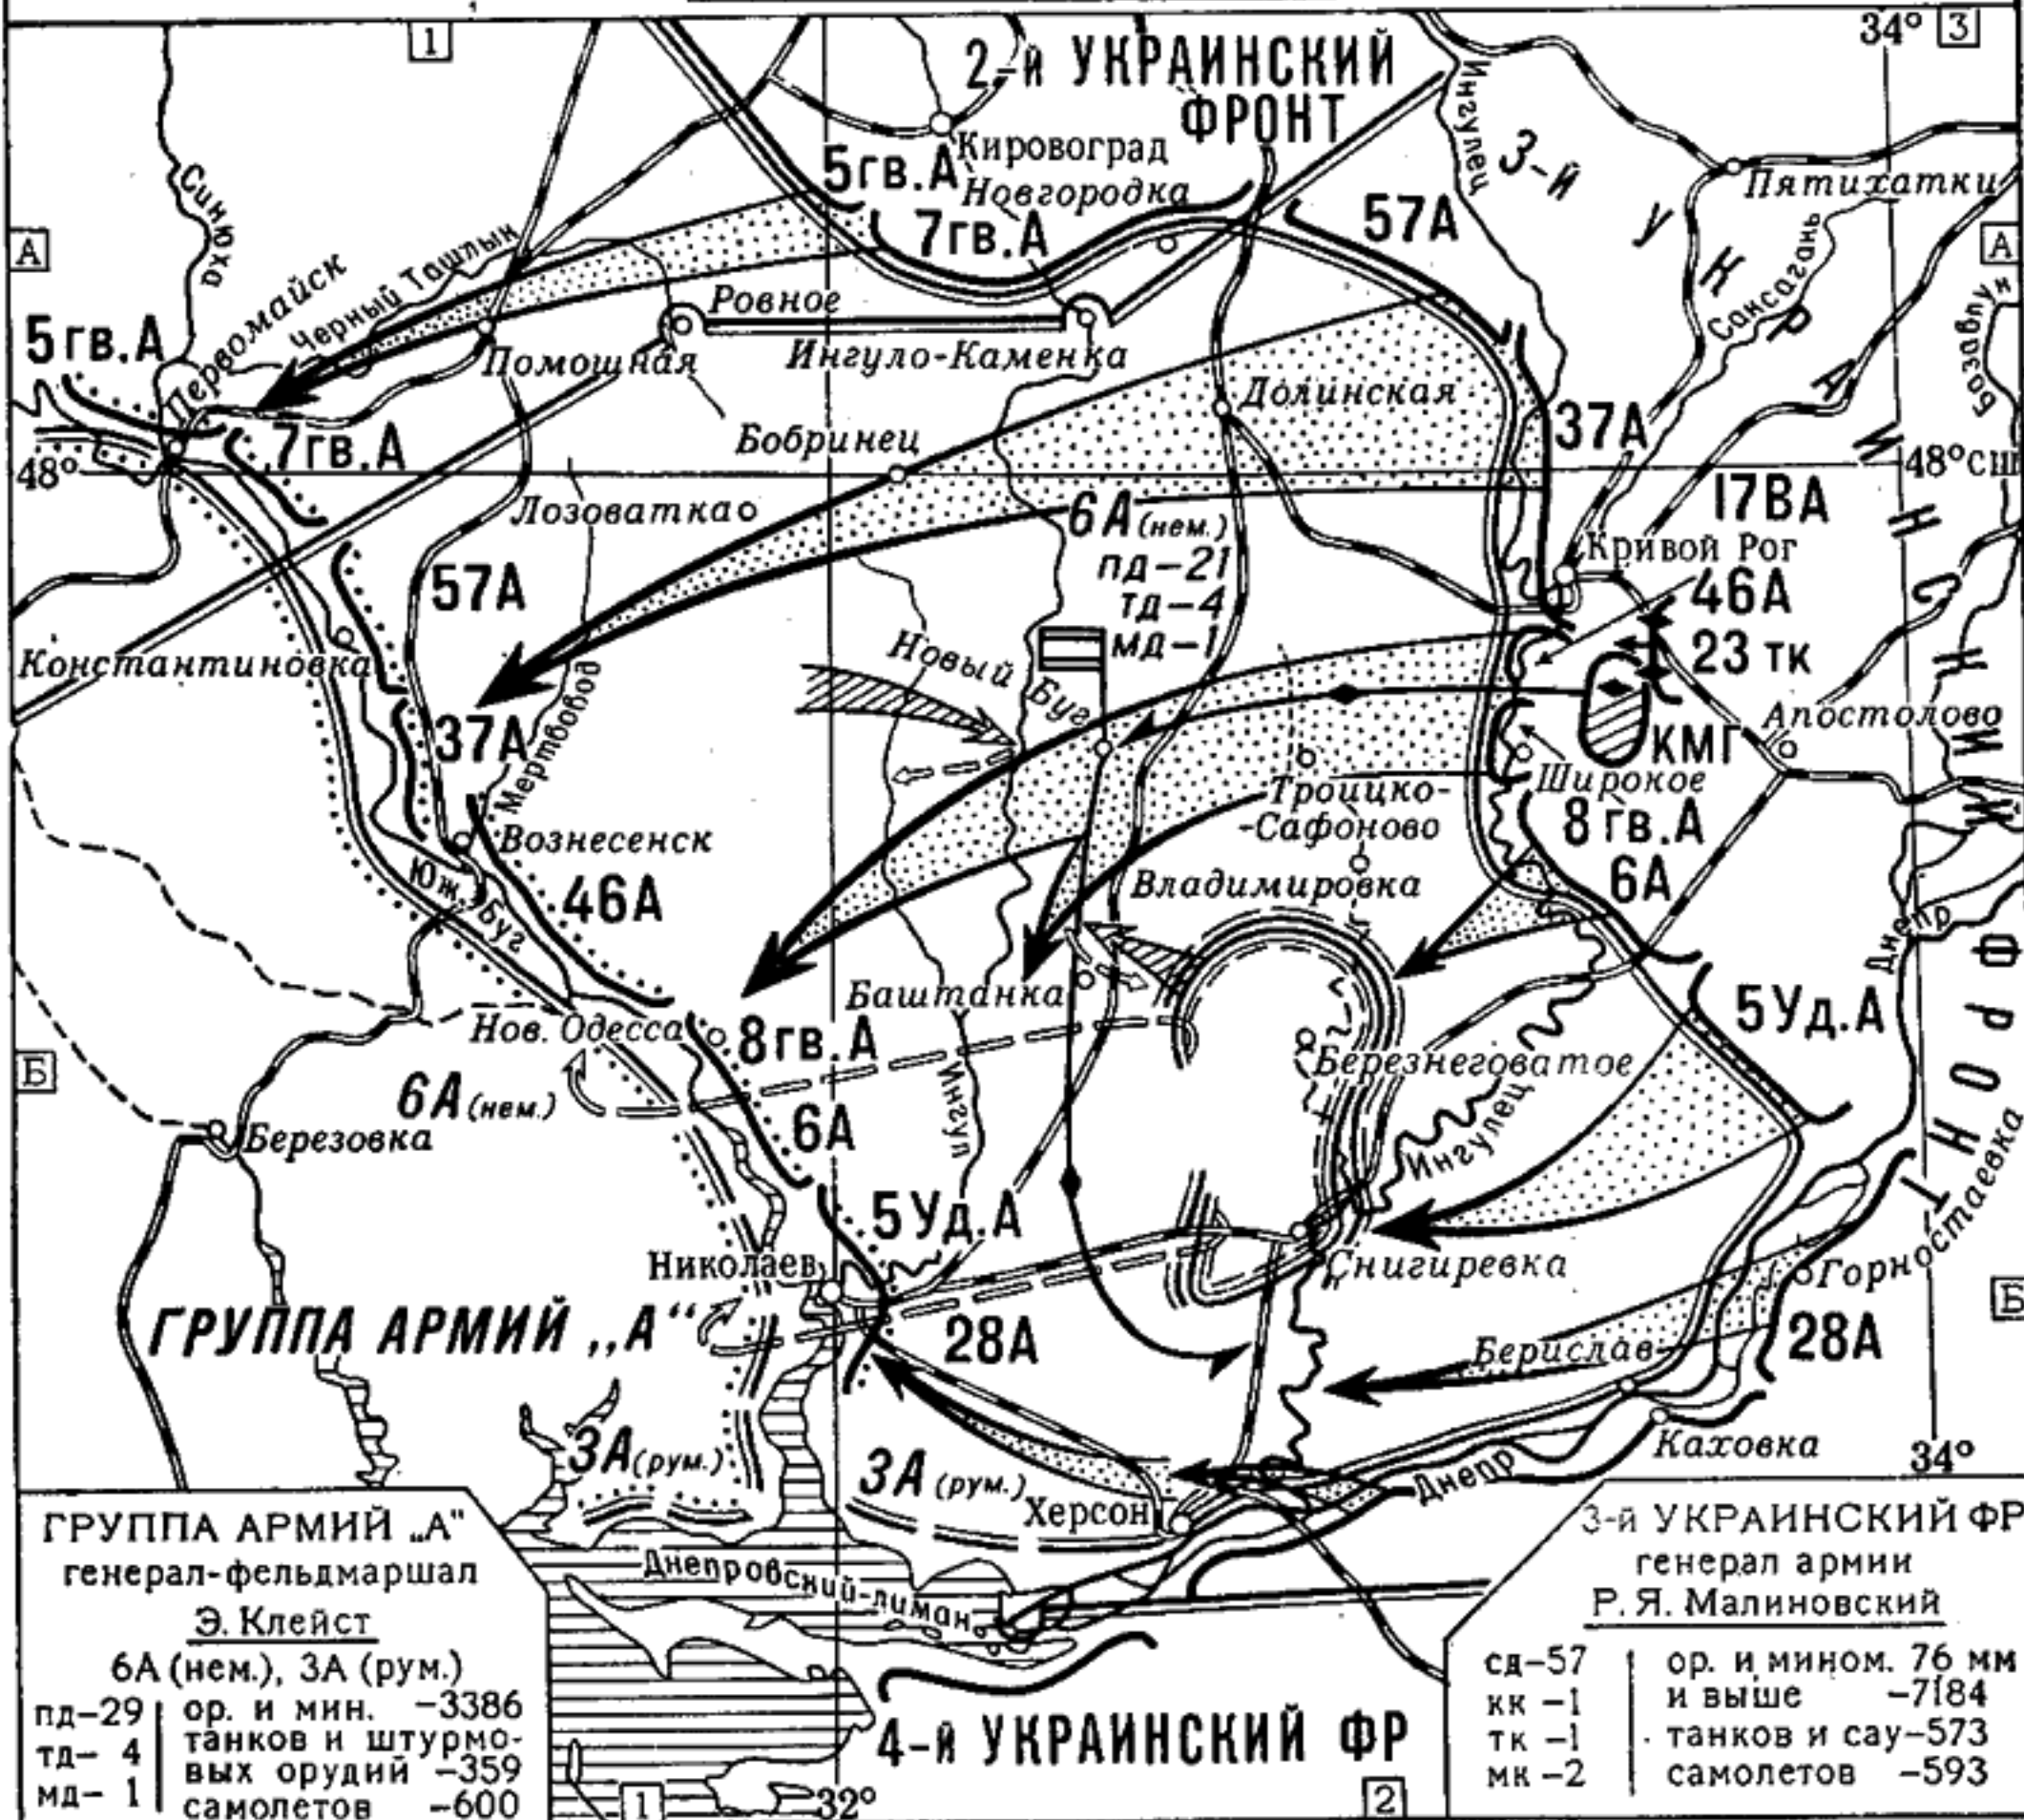 1
34°
3
2-й УКРАИНСКИЙ
ФРОНТ
Ингулец
3-й УКРАИНСКИЙ ФРОНТ
Кировоград
Новгородка
Пятихатки
5гв.А
7гв.А
57А
А
А
Синюха
Черный Ташлык
Первомайск
Саксагань
Базавлук
Ровное
Ингуло-Каменка
Помошная
5гв.А
7гв.А
Долинская
Бобринец
37А
48°
48°СШ
Лозоватка
6А (нем.)
пд-21
тд-4
мд-1
17ВА
Кривой Рог
46А
23 тк
57А
Константиновка
Новый Буг
Апостолово
КМГ
37А
Мертвовод
Широкое
Троицко-
-Сафоново
8 гв.А
6А
Вознесенск
Юж. Буг
46А
Владимировка
Днепр
Баштанка
5Уд.А
Нов. Одесса
8гв.А
Березнеговатое
Б
6А (нем.)
Ингул
Ингулец
Березовка
6А
Горностаевка
5Уд.А
Снигиревка
Николаев
Б
ГРУППА АРМИЙ „А“
28А
Берислав
28А
Каховка
34°
3А (рум.)
3А (рум.)
Херсон
Днепр
Днепровский-лиман
4-й УКРАИНСКИЙ ФР
1
32°
2
ГРУППА АРМИЙ „А"
генерал-фельдмаршал
Э. Клейст
6А (нем.), 3А (рум.)
пд-29
тд- 4
мд- 1
ор. и мин. -3386
танков и штурмо-
вых орудий -359
самолетов -600
3-й УКРАИНСКИЙ ФР
генерал армии
Р. Я. Малиновский
сд-57
кк -1
тк -1
мк -2
ор. и мином. 76 мм
и выше -7184
танков и сау-573
самолетов -593